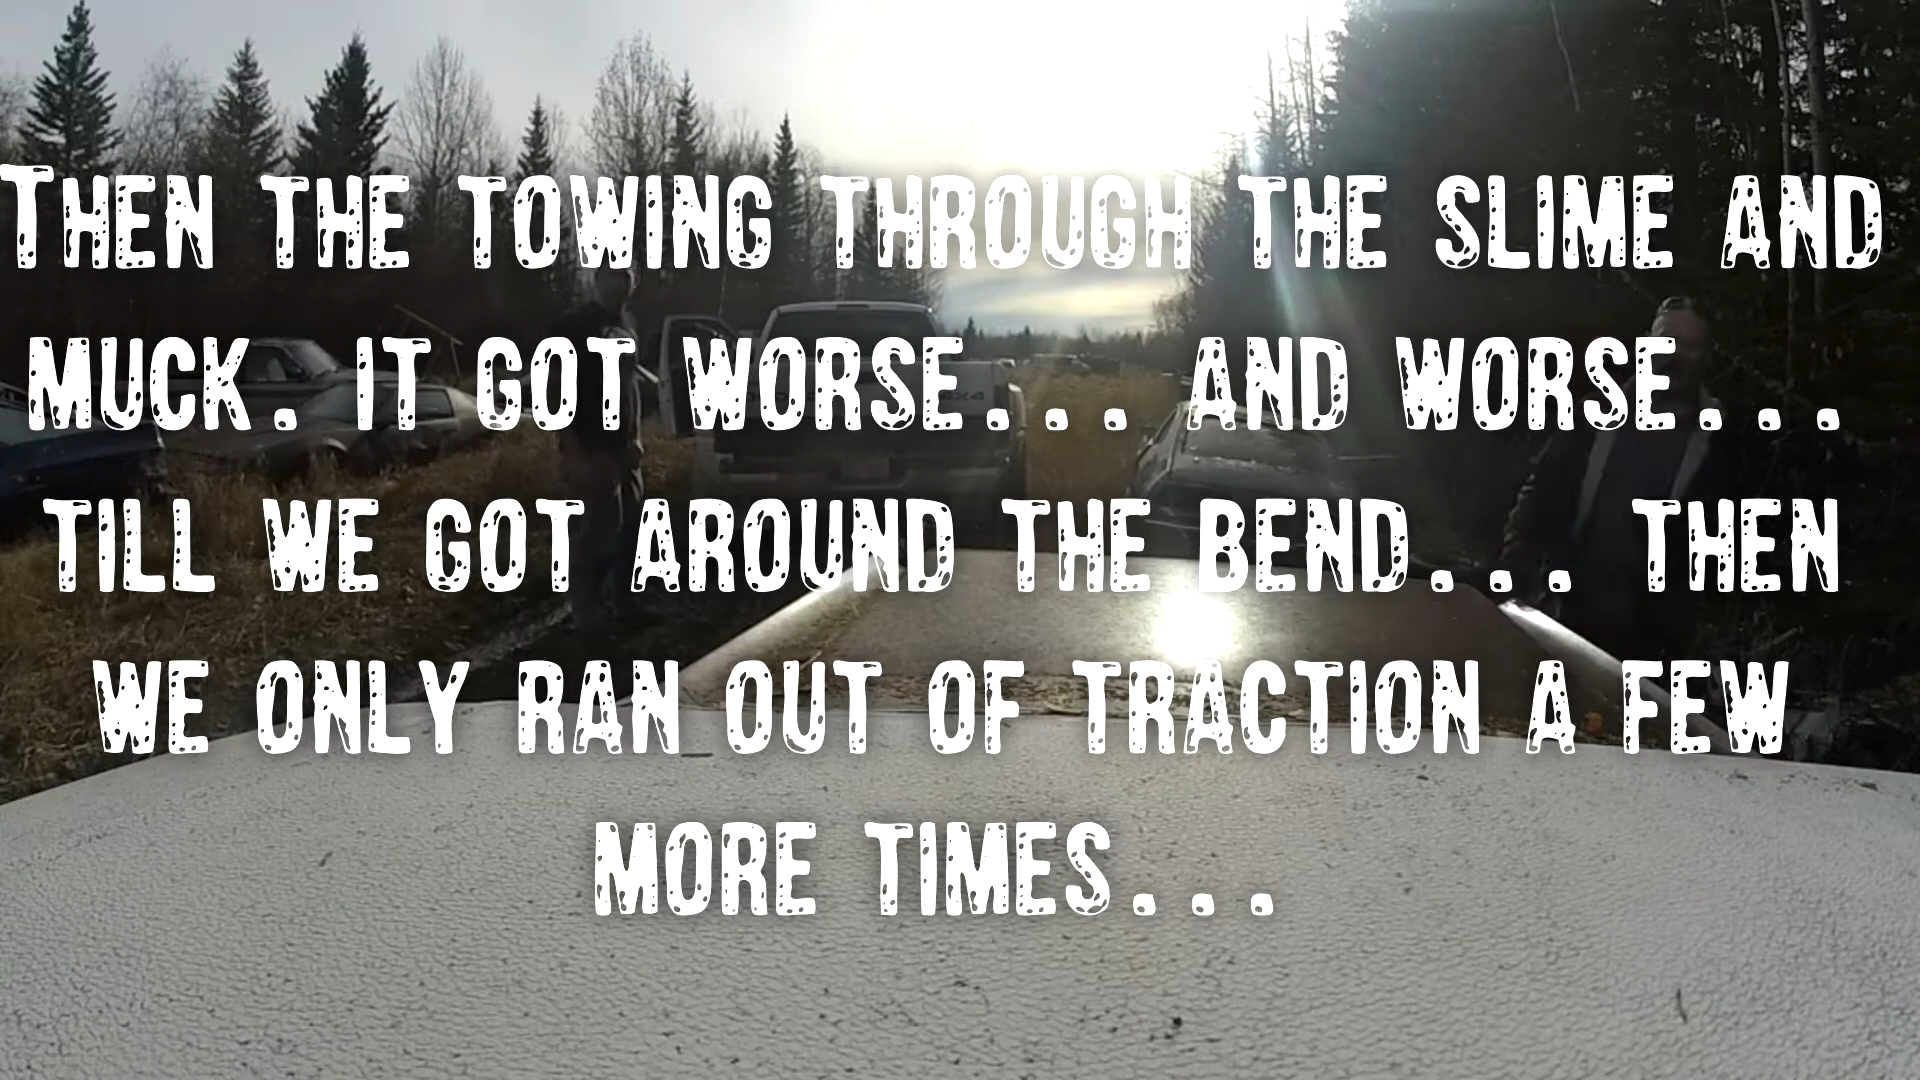 Then the towing through the slime and
muck. it got worse... and worse...
till we got around the bend... then
we only ran out of traction a few
more times...
4x4